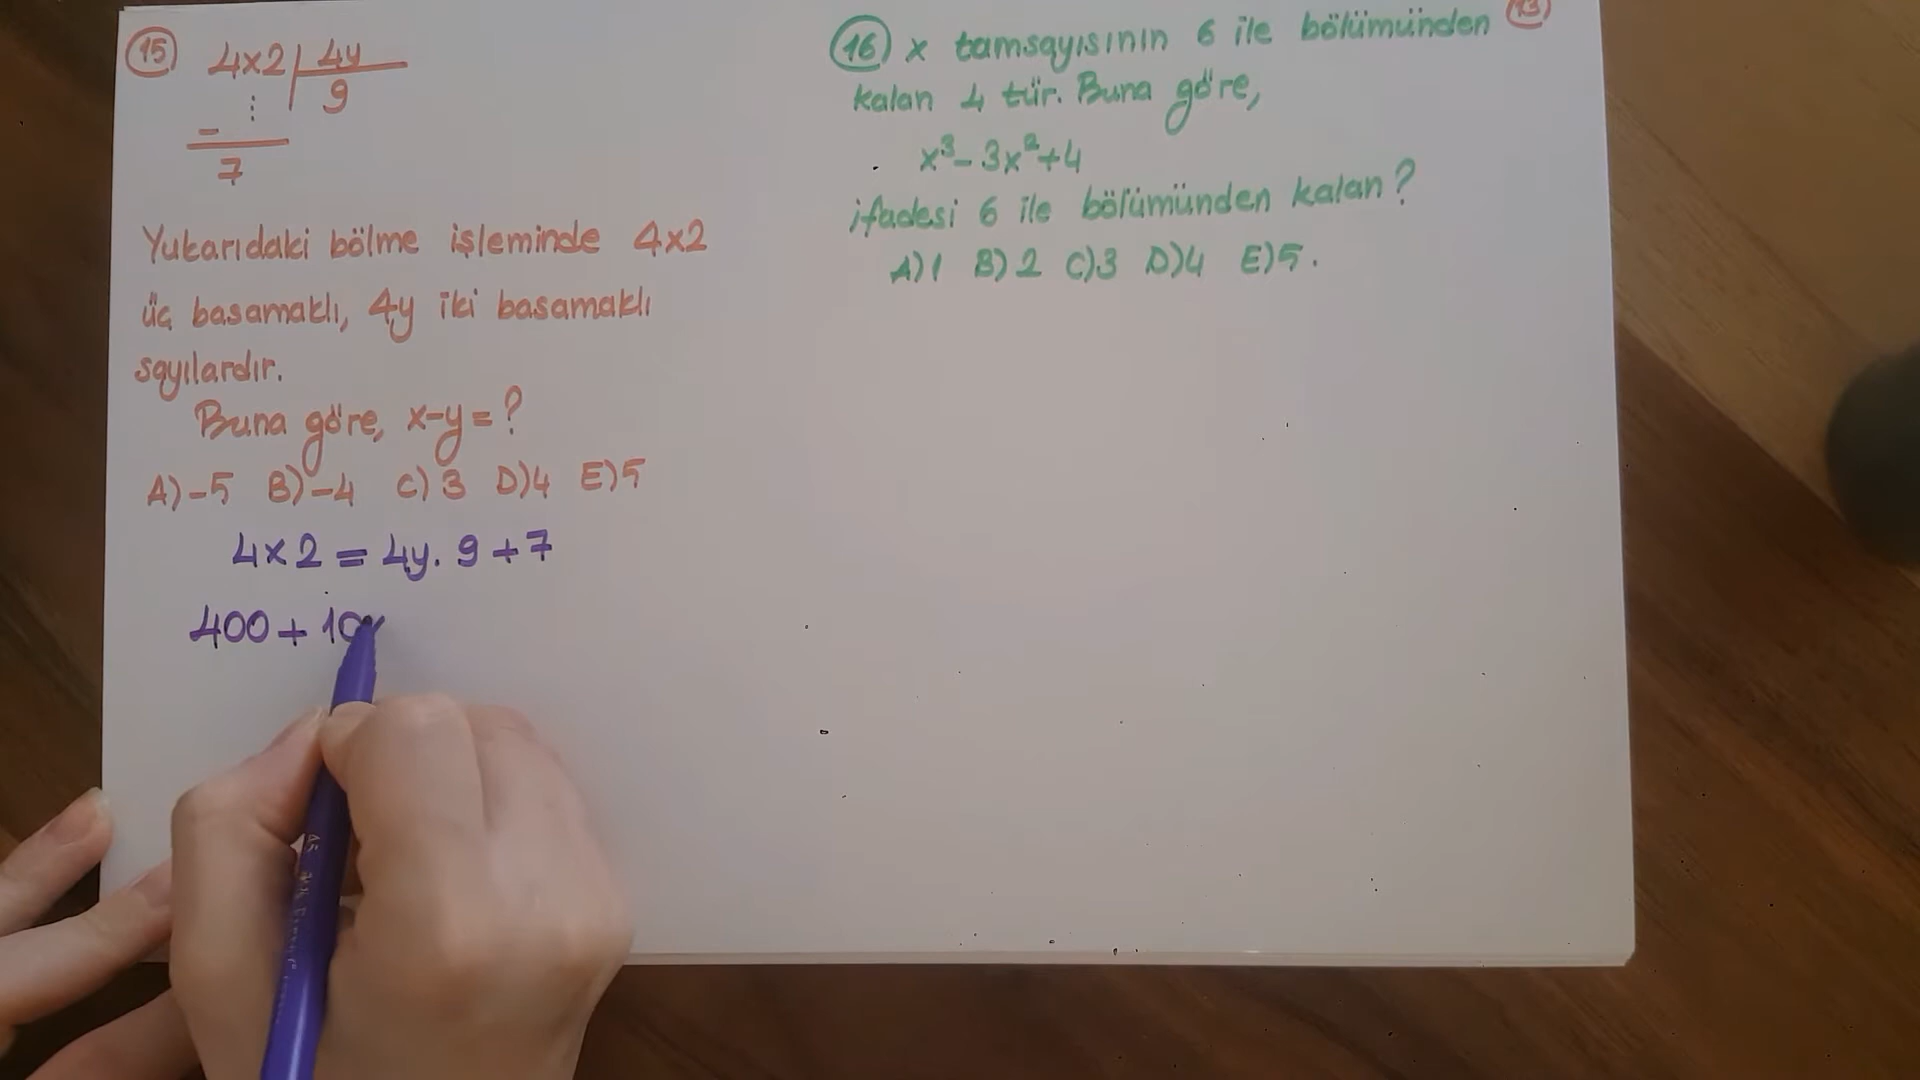 15
4x2 4y
9
-
7
Yukarıdaki bölme işleminde 4x2
üç basamaklı, 4y iki basamaklı
sayılardır.
Buna göre, x-y=?
A)-5 B)-4 C)3 D)4 E)5
4x2 = 4y. 9 + 7
400 + 10x
16 x tamsayısının 6 ile bölümünden
kalan 4 tür. Buna göre,
x³- 3x²+4
ifadesi 6 ile bölümünden kalan?
A)1 B)2 C)3 D)4 E)5.
13